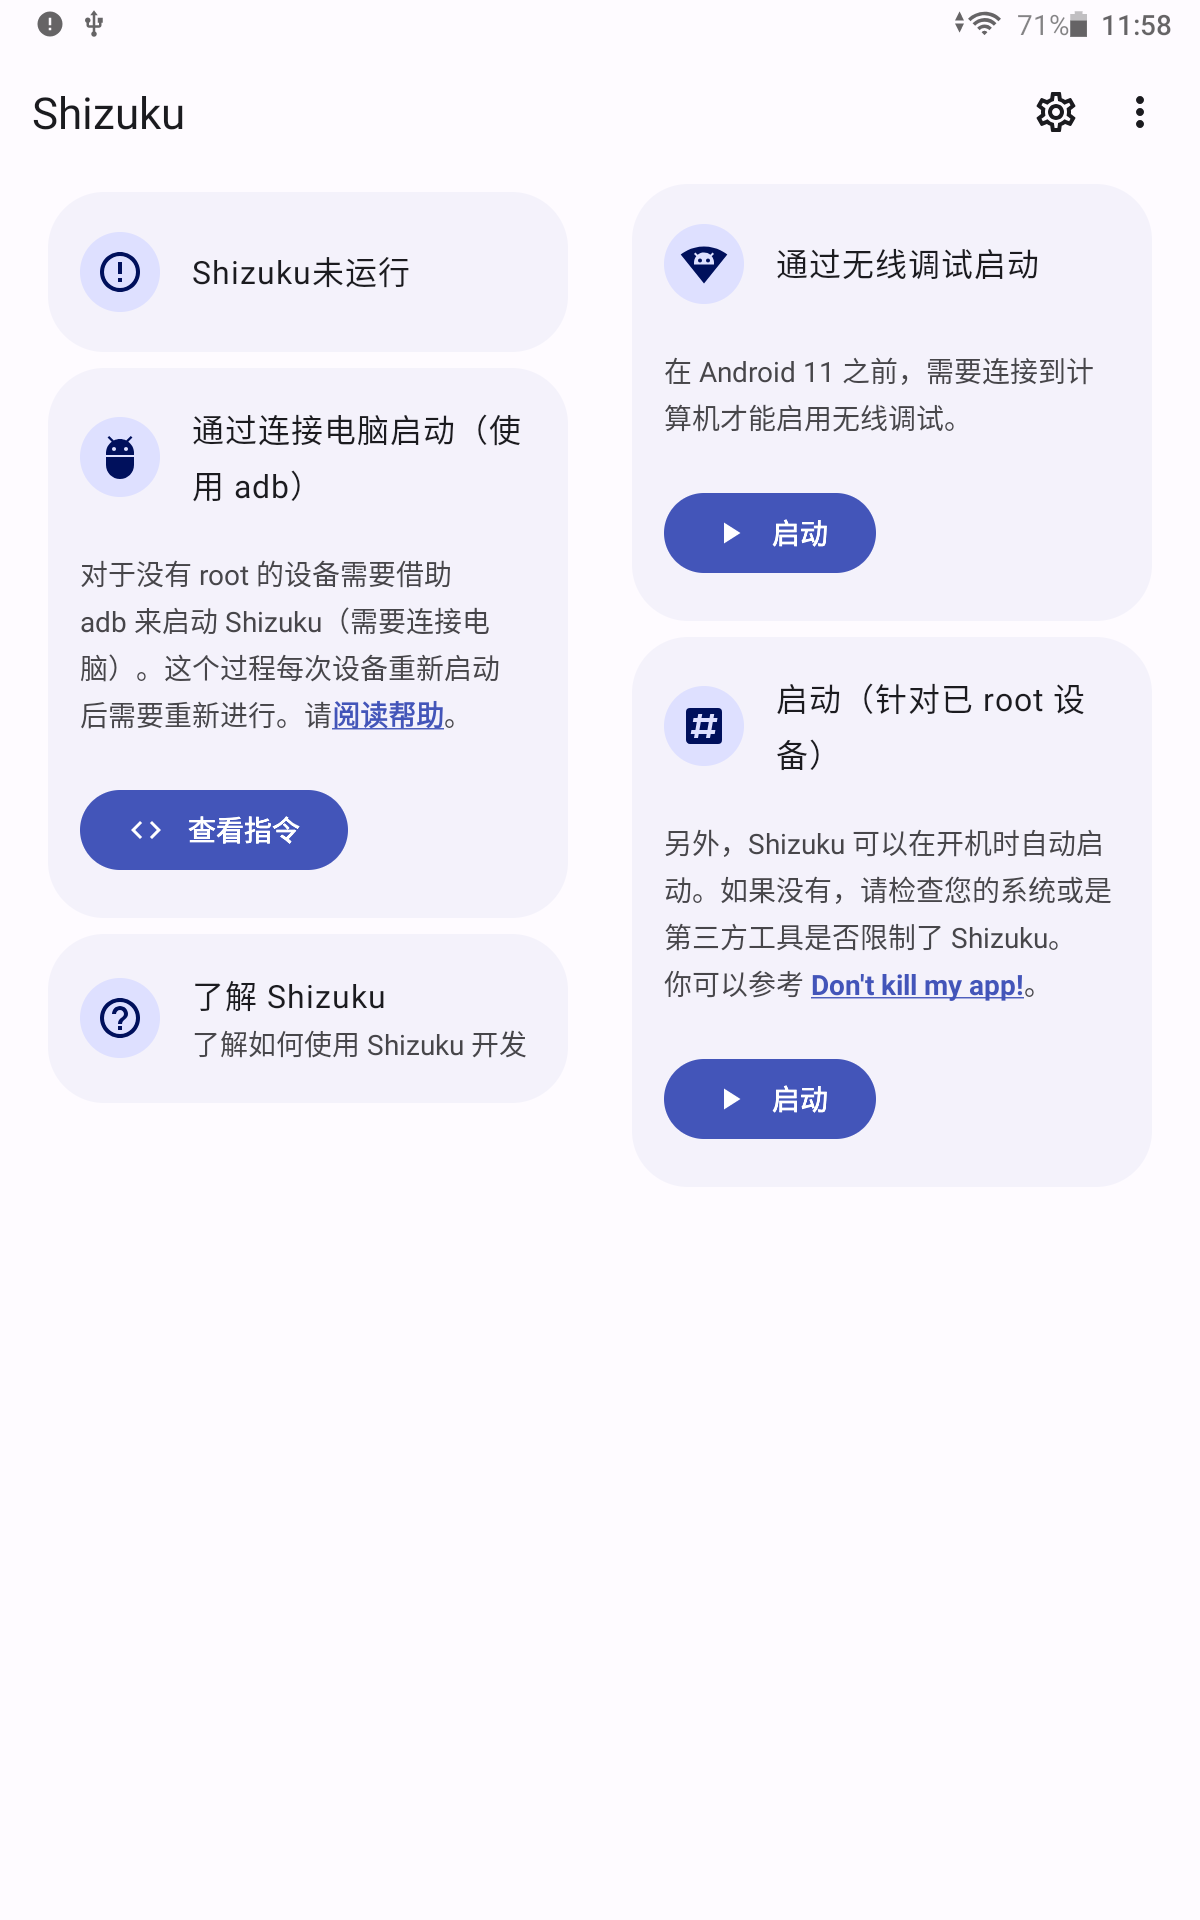 71% 11:58
Shizuku
Shizuku未运行
通过连接电脑启动（使
用 adb）
对于没有 root 的设备需要借助
adb 来启动 Shizuku（需要连接电
脑）。这个过程每次设备重新启动
后需要重新进行。请阅读帮助。
查看指令
了解 Shizuku
了解如何使用 Shizuku 开发
通过无线调试启动
在 Android 11 之前，需要连接到计
算机才能启用无线调试。
启动
启动（针对已 root 设
备）
另外，Shizuku 可以在开机时自动启
动。如果没有，请检查您的系统或是
第三方工具是否限制了 Shizuku。
你可以参考 Don't kill my app!。
启动